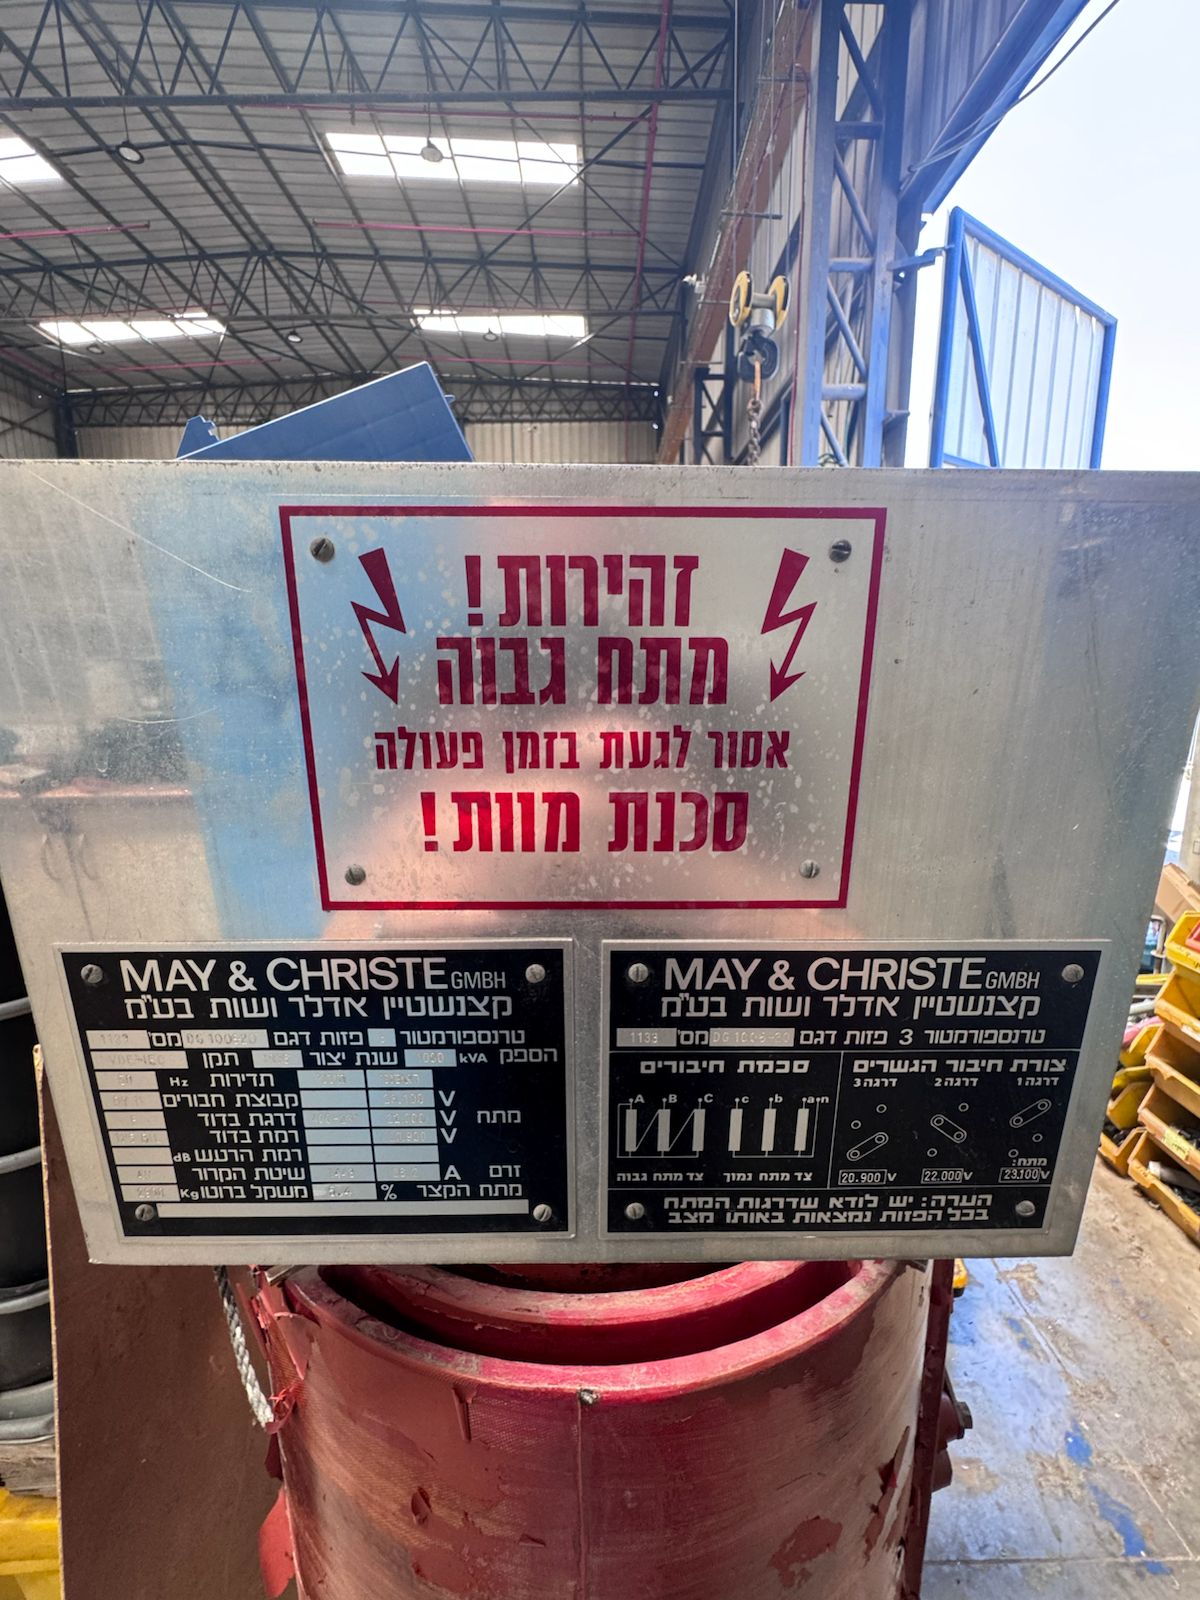 זהירות!
מתח גבוה
אסור לגעת בזמן פעולה
סכנת מוות!
MAY & CHRISTE GMBH
קצנשטיין אדלר ושות בע"מ
טרנספורמטור 3 פזות דגם מס' 1133
הספק 1000 kVA שנת יצור תקן
תדירות Hz
V קבוצת חבורים
מתח V דרגת בדוד
V רמת בדוד
רמת הרעש dB
זרם A שיטת הקרור
מתח הקצר % משקל ברוטו Kg
MAY & CHRISTE GMBH
קצנשטיין אדלר ושות בע"מ
טרנספורמטור 3 פזות דגם מס' 1133
צורת חיבור הגשרים
דרגה 1 דרגה 2 דרגה 3
מתח:
23.100 V 22.000 V 20.900 V
סכמת חיבורים
A B C c b a n
צד מתח גבוה צד מתח נמוך
הערה: יש לודא שדרגות המתח
בכל הפזות נמצאות באותו מצב